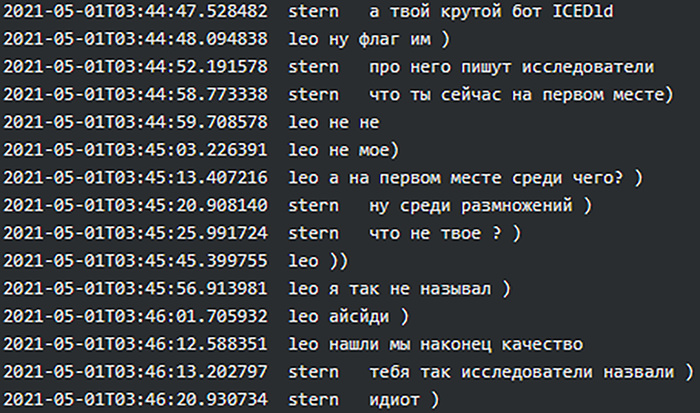 2021-05-01T03:44:47.528482 stern а твой крутой бот ICED1d
2021-05-01T03:44:48.094838 leo ну флаг им )
2021-05-01T03:44:52.191578 stern про него пишут исследователи
2021-05-01T03:44:58.773338 stern что ты сейчас на первом месте)
2021-05-01T03:44:59.708578 leo не не
2021-05-01T03:45:03.226391 leo не мое)
2021-05-01T03:45:13.407216 leo а на первом месте среди чего? )
2021-05-01T03:45:20.908140 stern ну среди размножений )
2021-05-01T03:45:25.991724 stern что не твое ? )
2021-05-01T03:45:45.399755 leo ))
2021-05-01T03:45:56.913981 leo я так не называл )
2021-05-01T03:46:01.705932 leo айсйди )
2021-05-01T03:46:12.588351 leo нашли мы наконец качество
2021-05-01T03:46:13.202797 stern тебя так исследователи назвали )
2021-05-01T03:46:20.930734 stern идиот )